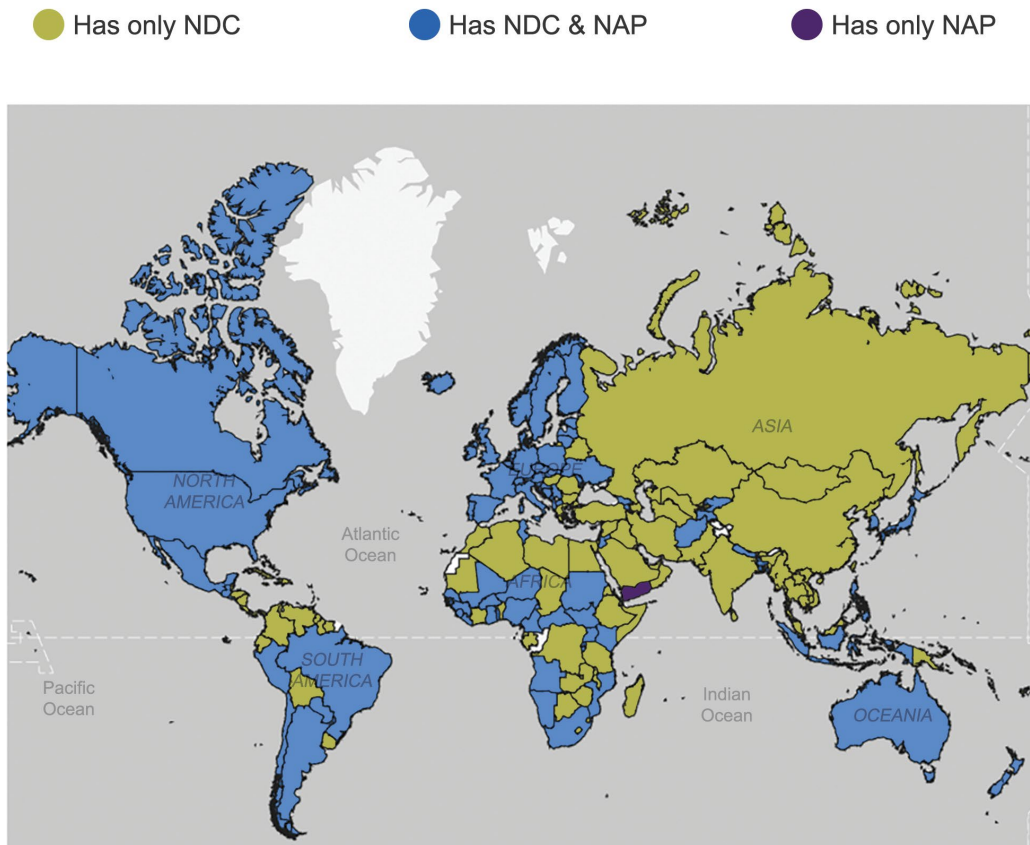 Has only NDC
Has NDC & NAP
Has only NAP
ASIA
EUROPE
NORTH
AMERICA
Atlantic
Ocean
AFRICA
SOUTH
AMERICA
Pacific
Ocean
Indian
Ocean
OCEANIA